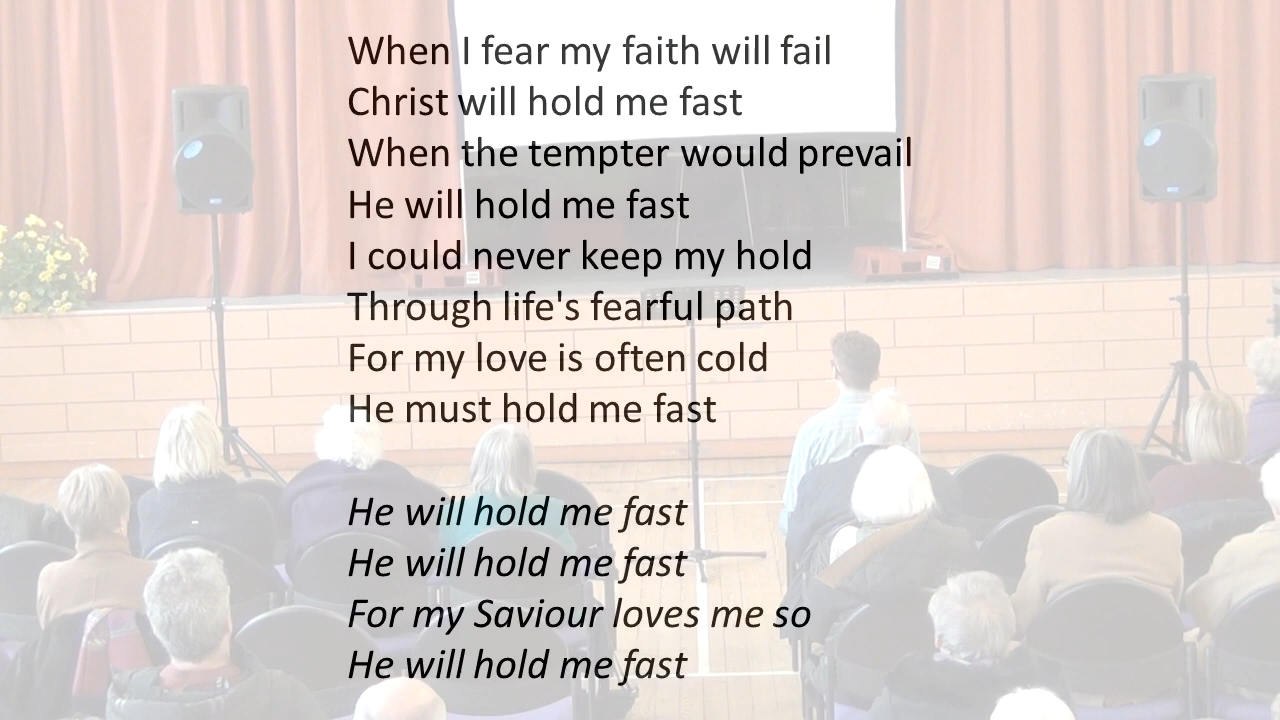 When I fear my faith will fail
Christ will hold me fast
When the tempter would prevail
He will hold me fast
I could never keep my hold
Through life's fearful path
For my love is often cold
He must hold me fast
He will hold me fast
He will hold me fast
For my Saviour loves me so
He will hold me fast